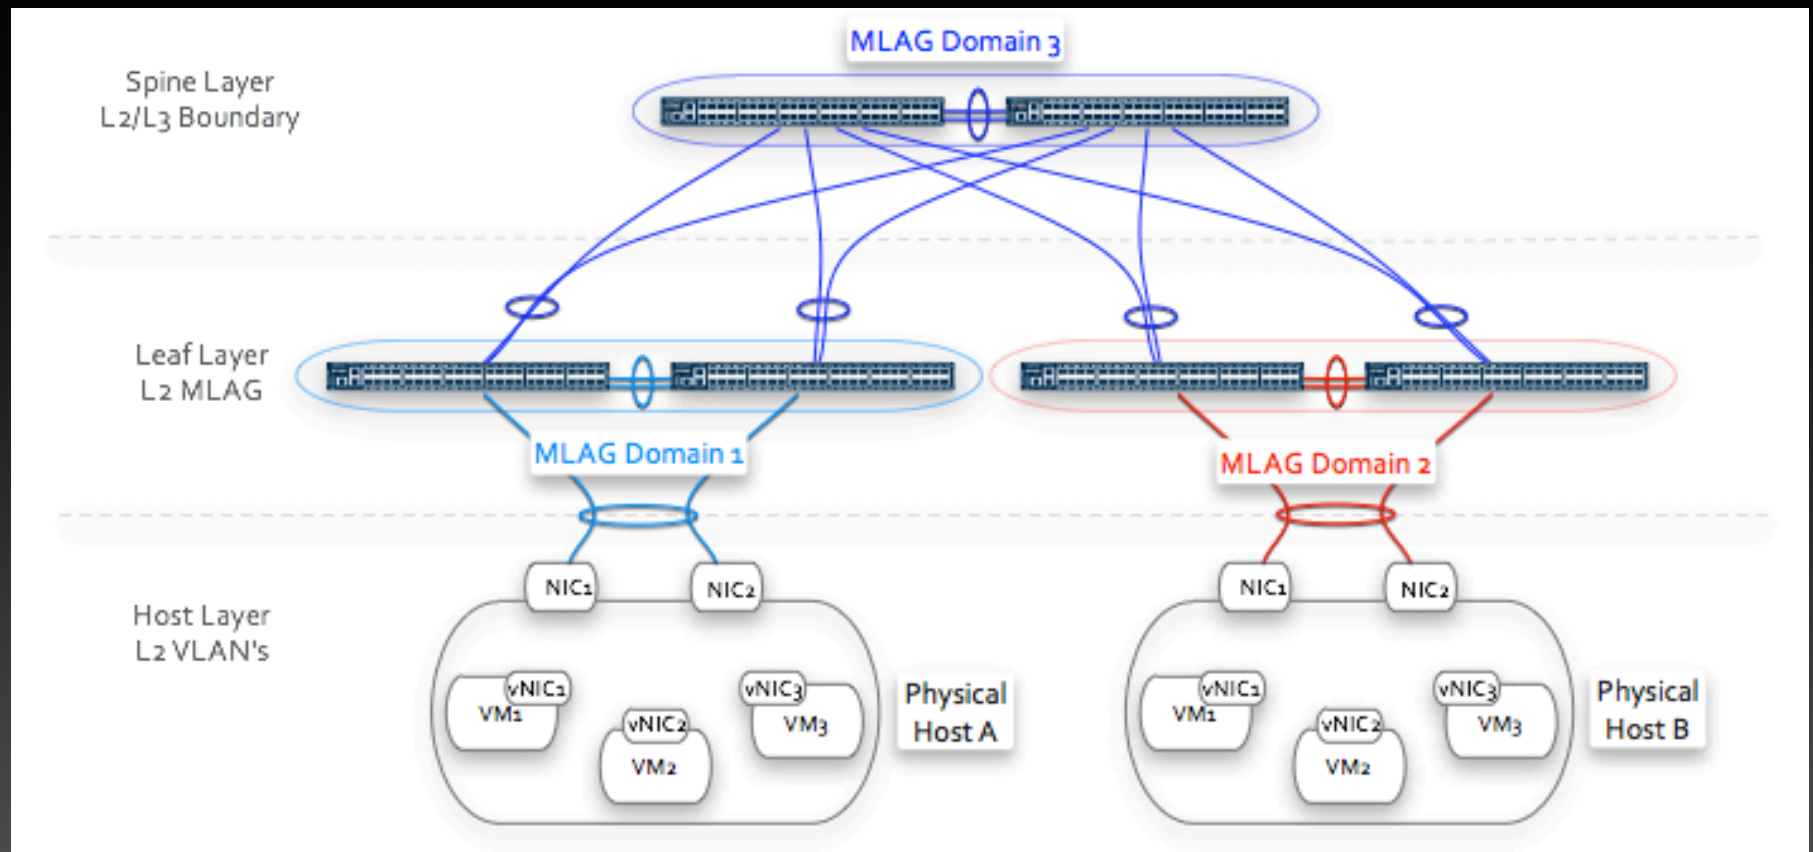 MLAG Domain 3
Spine Layer
L2/L3 Boundary
Leaf Layer
L2 MLAG
MLAG Domain 1
MLAG Domain 2
Host Layer
L2 VLAN's
NIC1
NIC2
NIC1
NIC2
vNIC1
VM1
vNIC2
VM2
vNIC3
VM3
Physical
Host A
vNIC1
VM1
vNIC2
VM2
vNIC3
VM3
Physical
Host B